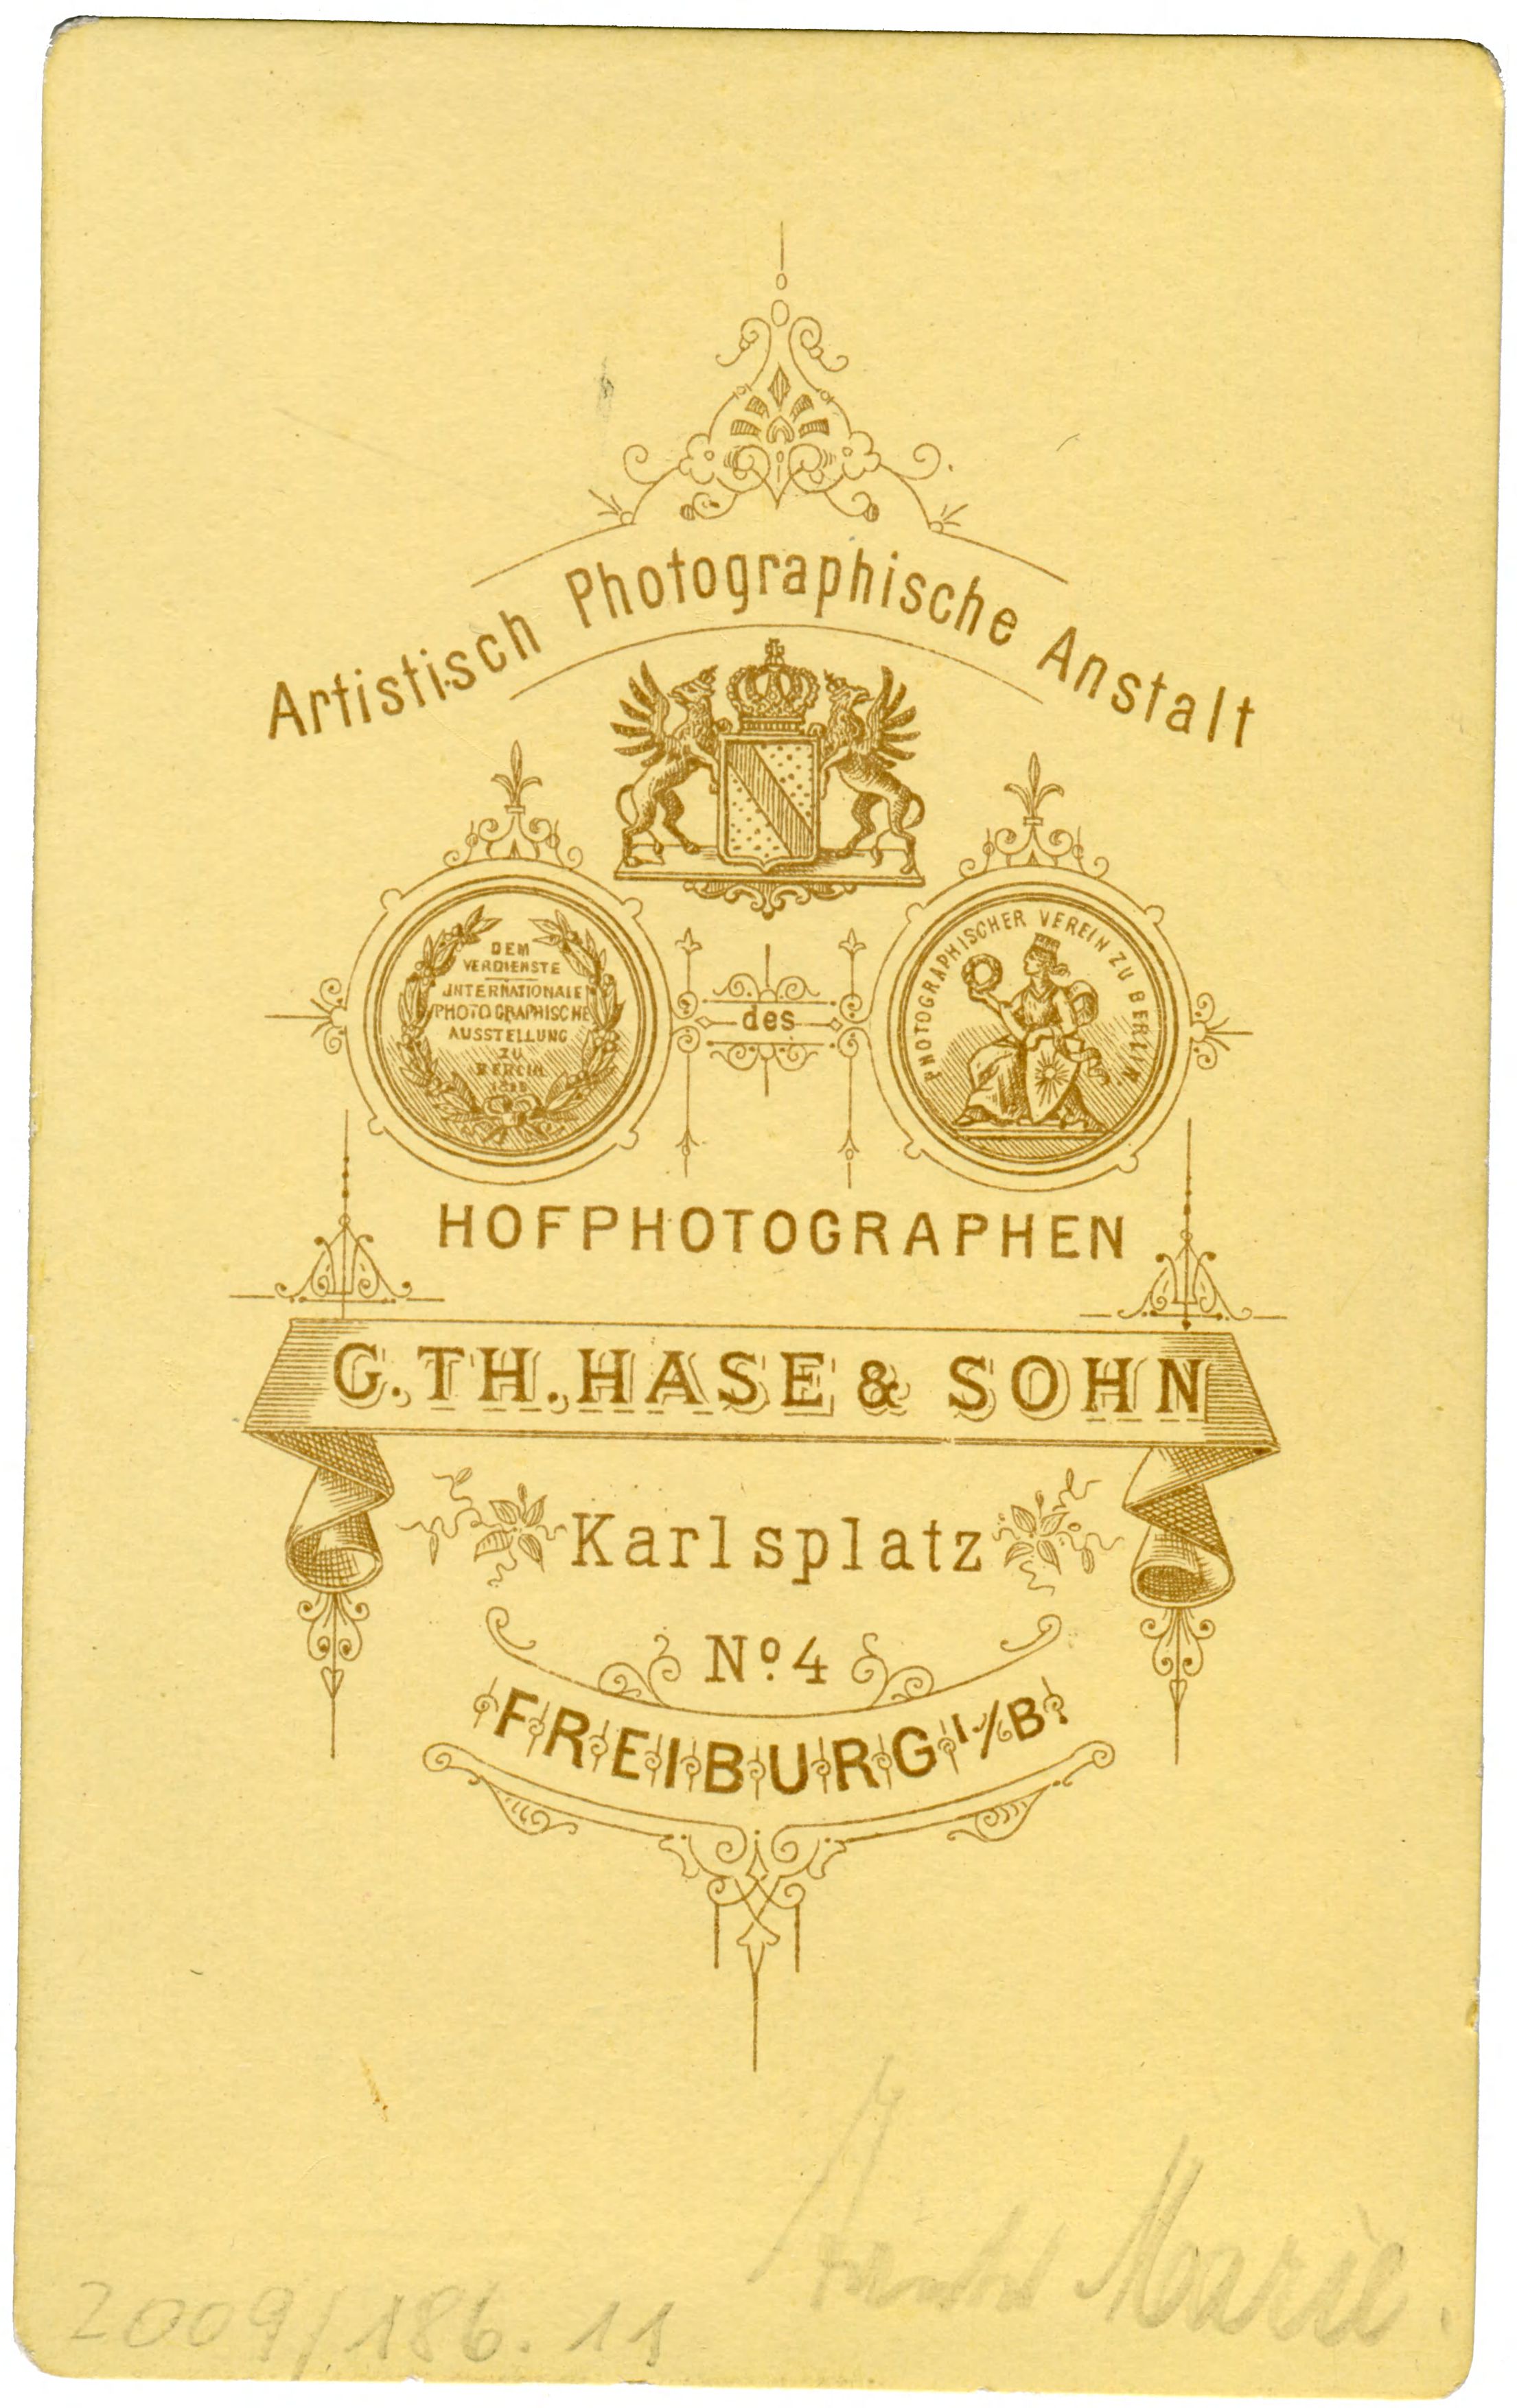 Artistisch Photographische Anstalt
DEM
VERDIENSTE
INTERNATIONALE
PHOTOGRAPHISCHE
AUSSTELLUNG
ZU
BERLIN
des
PHOTOGRAPHISCHER VEREIN ZU BERLIN
HOFPHOTOGRAPHEN
G. TH. HASE & SOHN
Karlsplatz
No. 4
FREIBURG I./B.
Marie.
2009/186.11